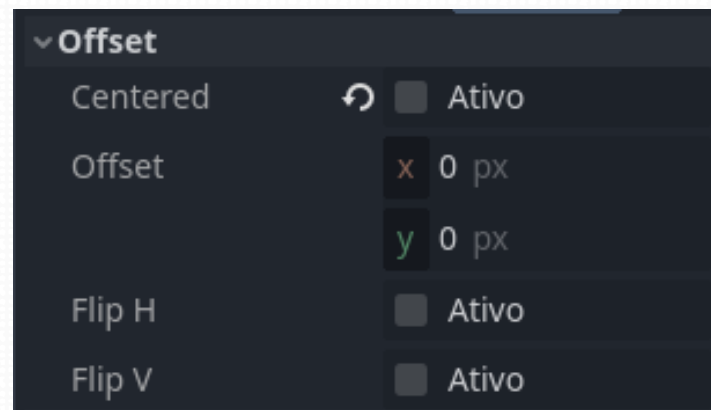 Offset
Centered Ativo
Offset x 0 px
y 0 px
Flip H Ativo
Flip V Ativo